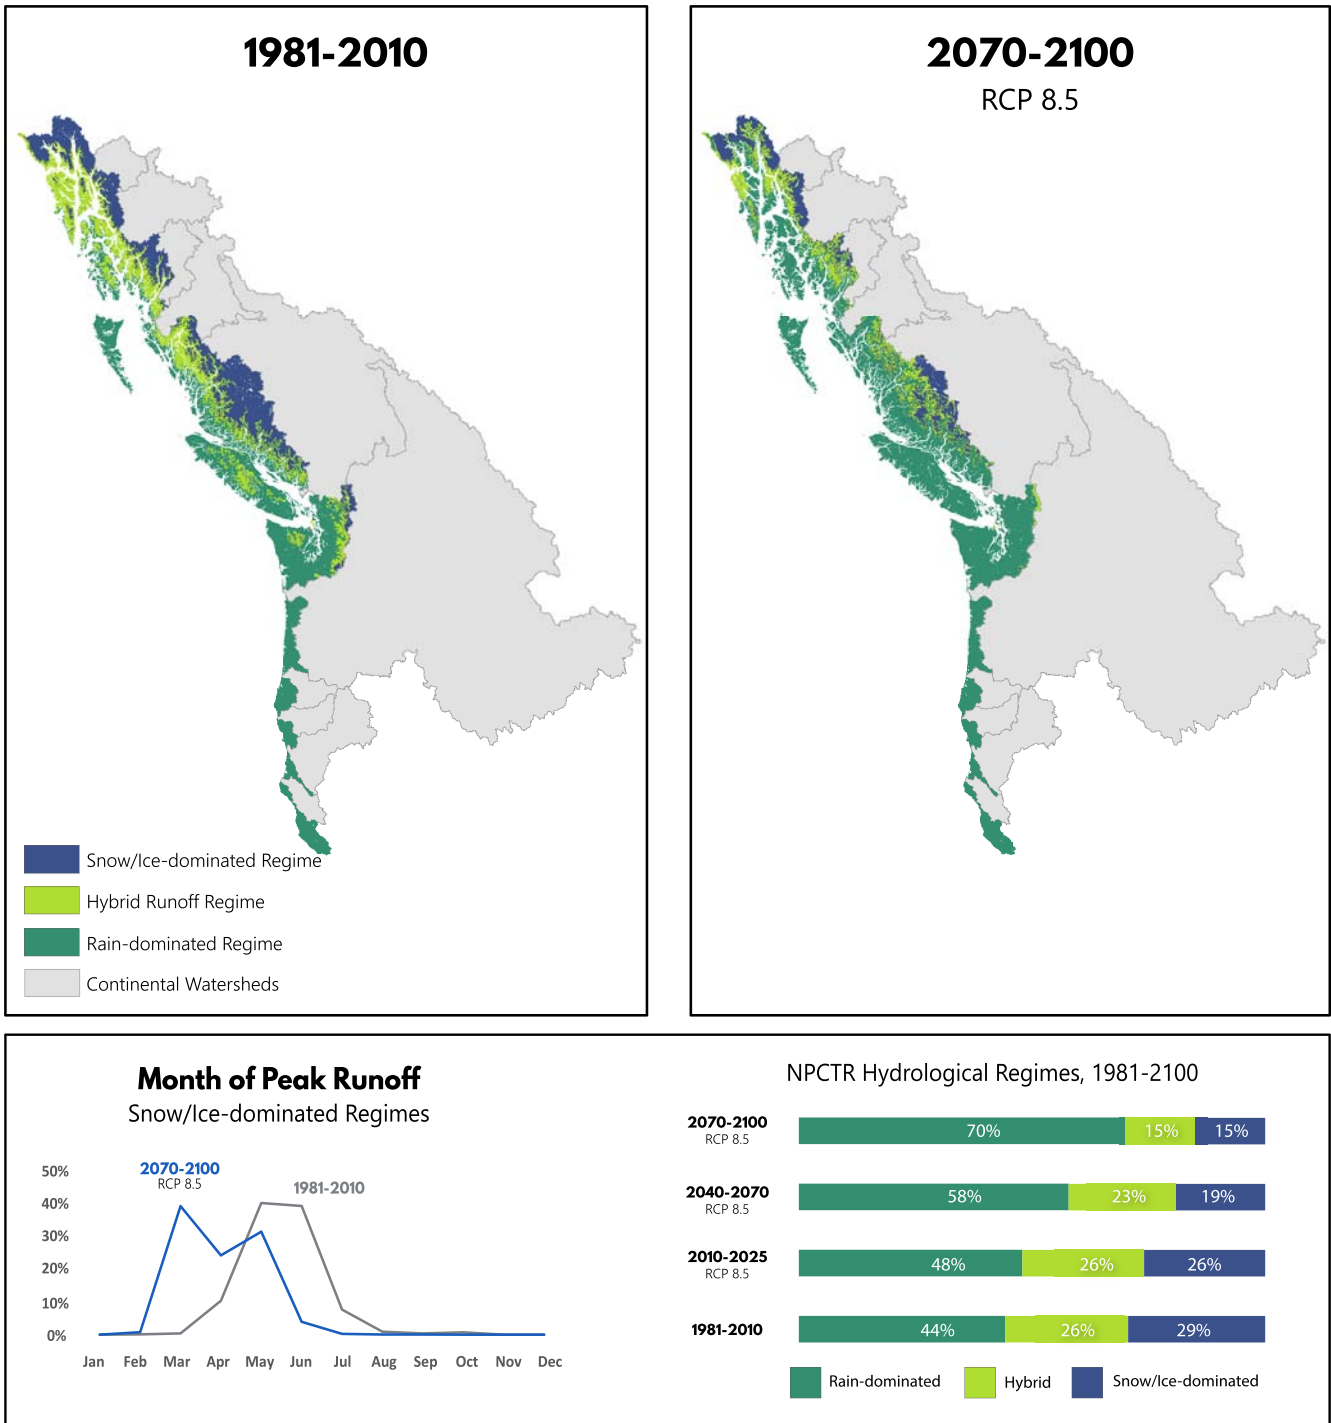 1981-2010
2070-2100
RCP 8.5
Snow/Ice-dominated Regime
Hybrid Runoff Regime
Rain-dominated Regime
Continental Watersheds
Month of Peak Runoff
Snow/Ice-dominated Regimes
50%
40%
30%
20%
10%
0%
2070-2100
RCP 8.5
1981-2010
Jan Feb Mar Apr May Jun Jul Aug Sep Oct Nov Dec
NPCTR Hydrological Regimes, 1981-2100
2070-2100
RCP 8.5
70% 15% 15%
2040-2070
RCP 8.5
58% 23% 19%
2010-2025
RCP 8.5
48% 26% 26%
1981-2010
44% 26% 29%
Rain-dominated Hybrid Snow/Ice-dominated